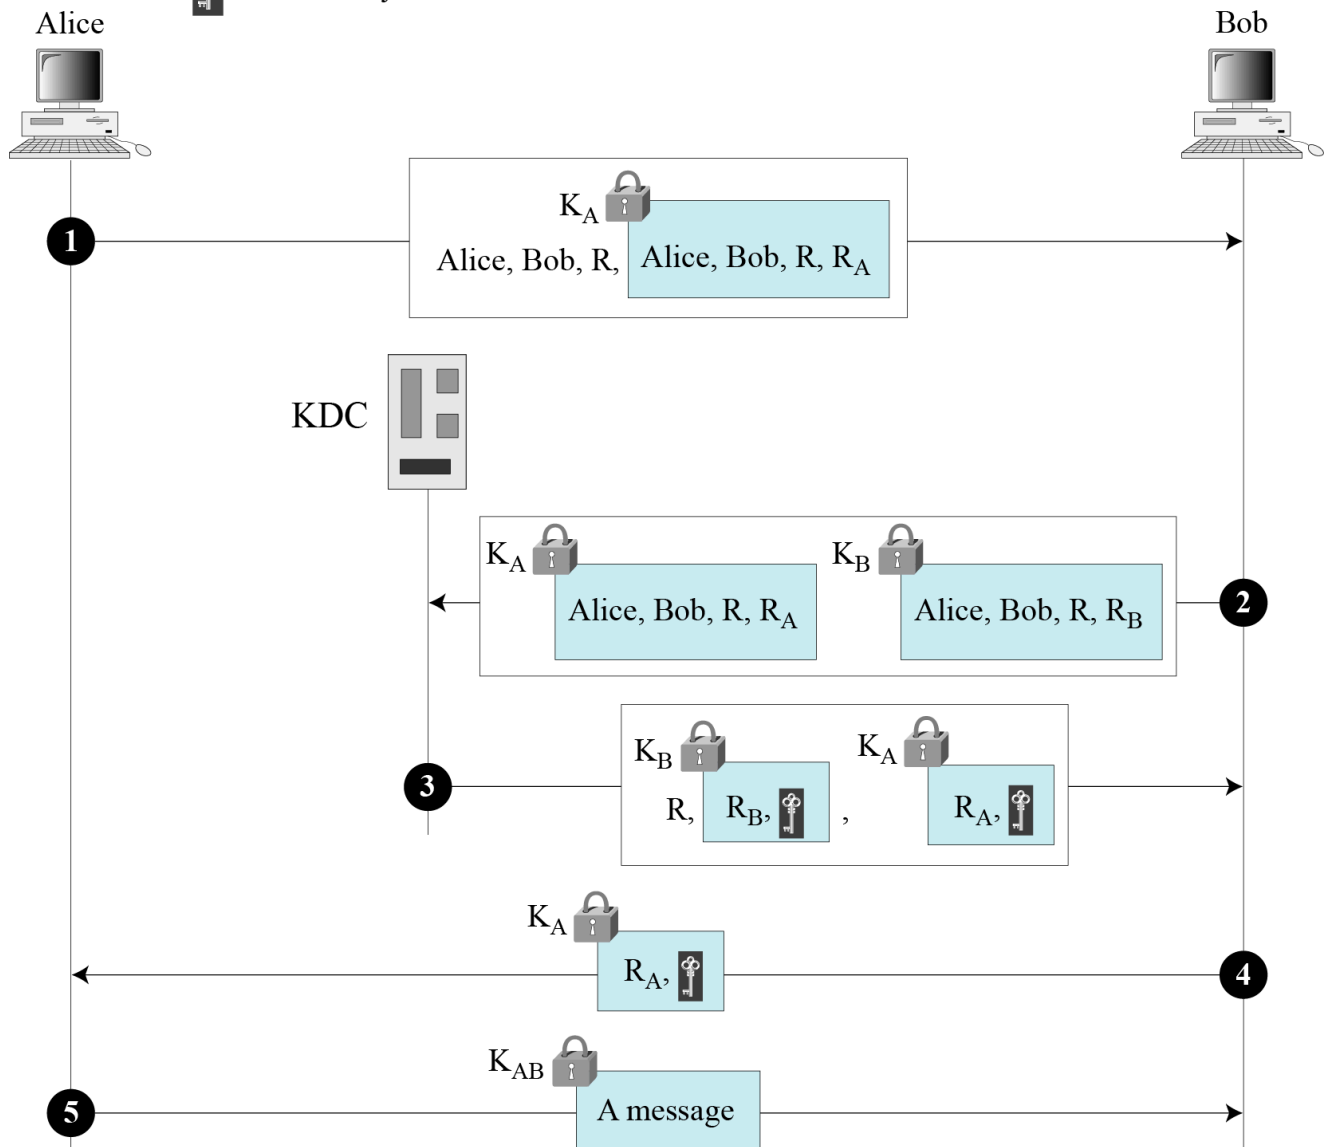 Alice
Bob
K_A
1
Alice, Bob, R, Alice, Bob, R, R_A
KDC
K_A K_B
Alice, Bob, R, R_A Alice, Bob, R, R_B
2
K_B K_A
3
R, R_B, , R_A,
K_A
R_A,
4
K_AB
5
A message